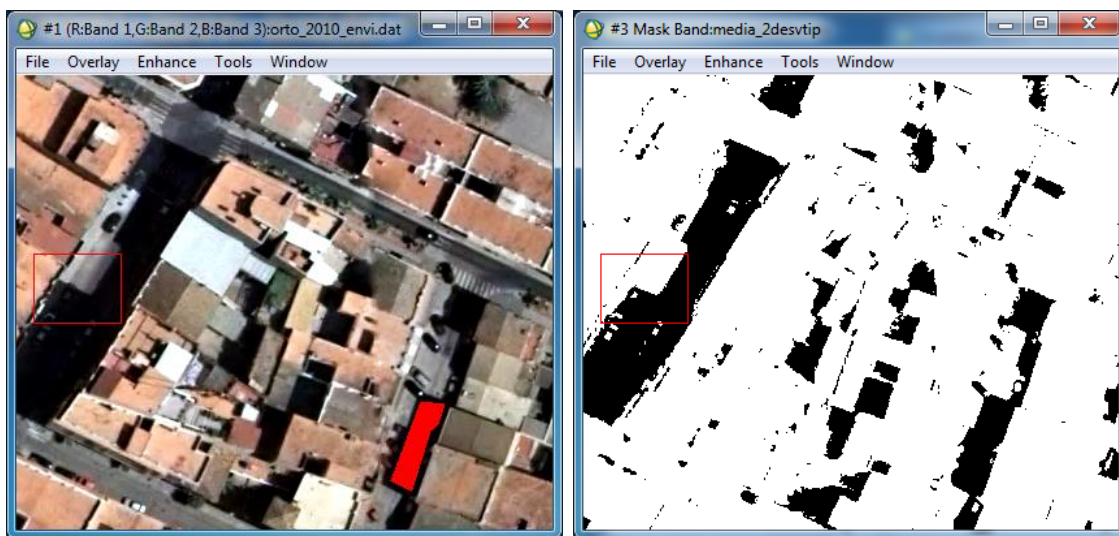 #1 (R:Band 1,G:Band 2,B:Band 3):orto_2010_envi.dat
File Overlay Enhance Tools Window
#3 Mask Band:media_2desvtip
File Overlay Enhance Tools Window